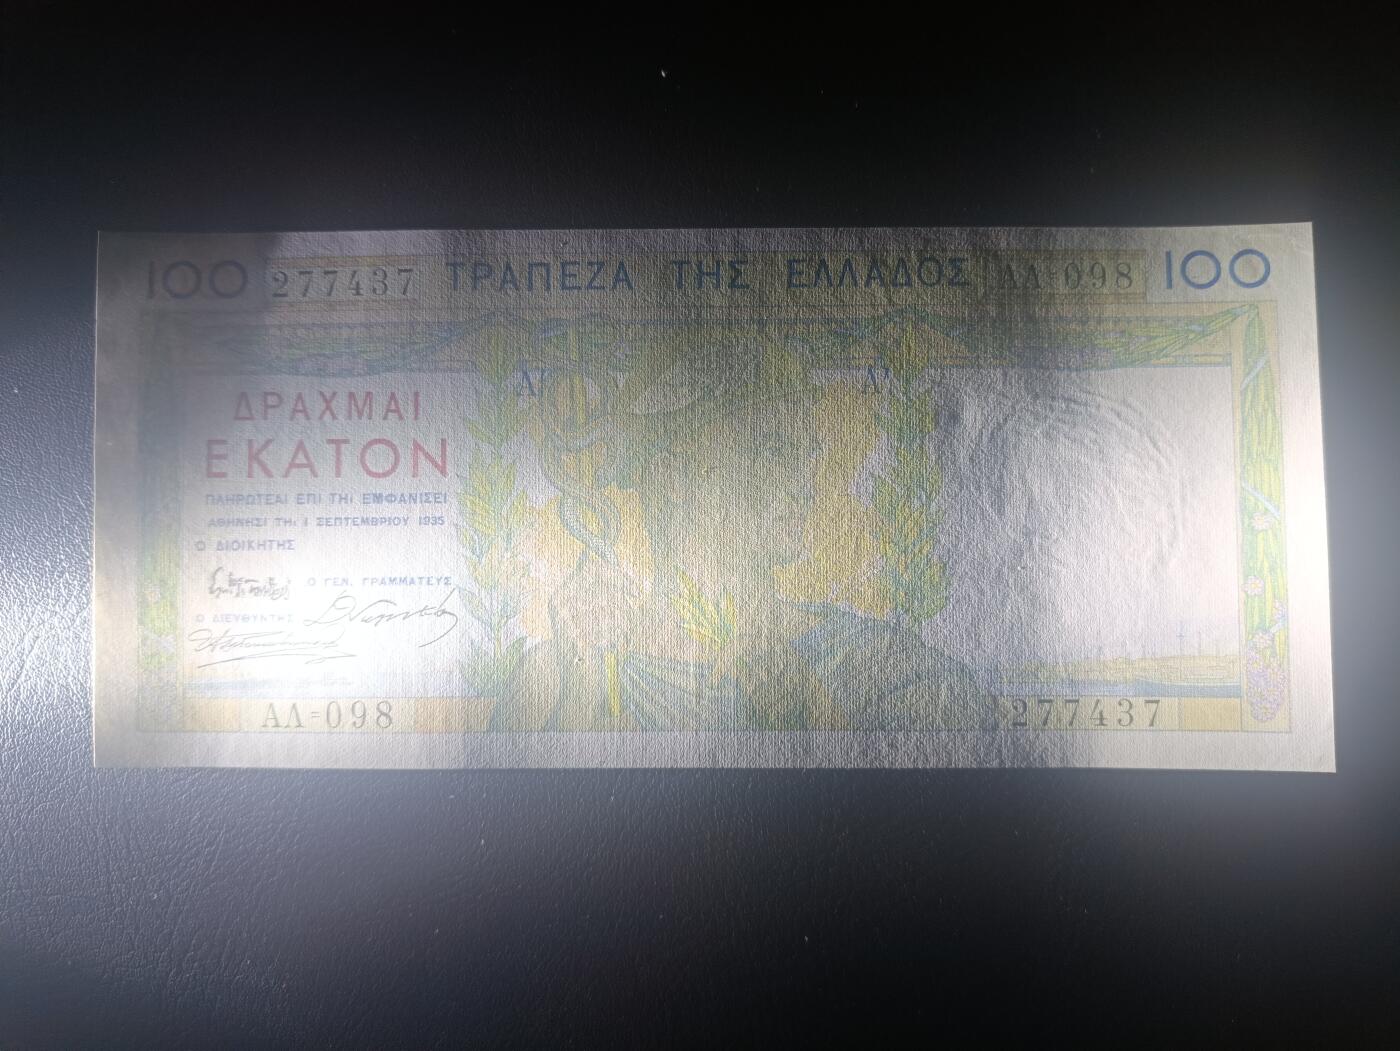 100 277437 ΤΡΑΠΕΖΑ ΤΗΣ ΕΛΛΑΔΟΣ ΑΛ=098 100
ΔΡΑΧΜΑΙ
ΕΚΑΤΟΝ
ΠΛΗΡΩΤΕΑΙ ΕΠΙ ΤΗι ΕΜΦΑΝΙΣΕΙ
ΑΘΗΝΗΣΙ ΤΗι 1 ΣΕΠΤΕΜΒΡΙΟΥ 1935
Ο ΔΙΟΙΚΗΤΗΣ
Ο ΓΕΝ. ΓΡΑΜΜΑΤΕΥΣ
Ο ΔΙΕΥΘΥΝΤΗΣ
ΑΛ=098
277437